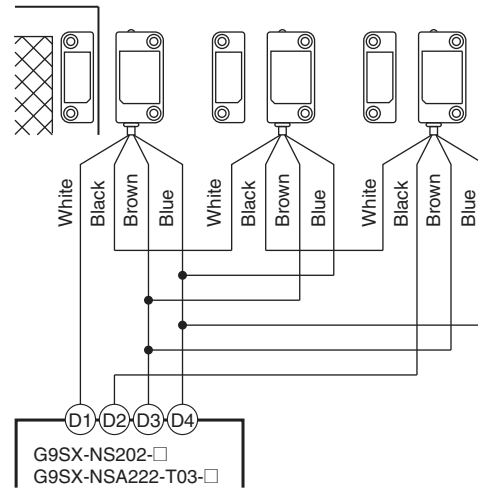 White Black Brown Blue White Black Brown Blue White Black Brown Blue
D1 D2 D3 D4
G9SX-NS202-□
G9SX-NSA222-T03-□